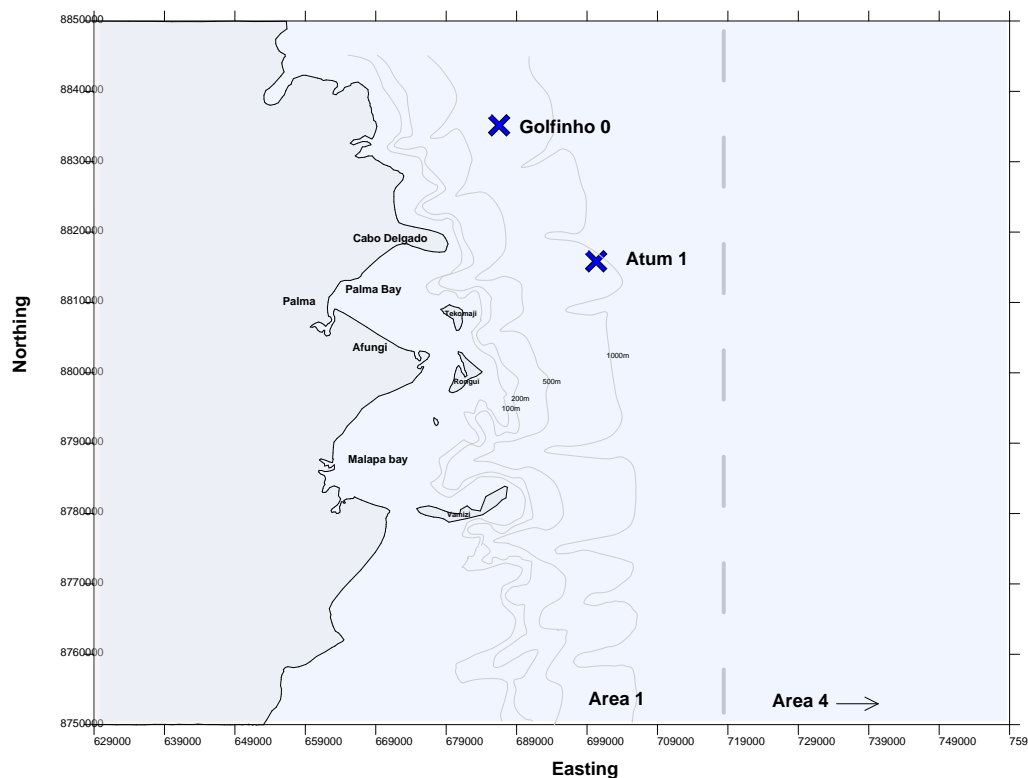 8850000
8840000
Golfinho 0
8830000
8820000
Cabo Delgado
Atum 1
Palma Bay
8810000
Palma
Tekomaji
Afungi
1000m
8800000
Rongui
500m
200m
100m
8790000
Malapa bay
8780000
Vamizi
8770000
8760000
Area 1
Area 4
8750000
629000 639000 649000 659000 669000 679000 689000 699000 709000 719000 729000 739000 749000 759
Northing
Easting